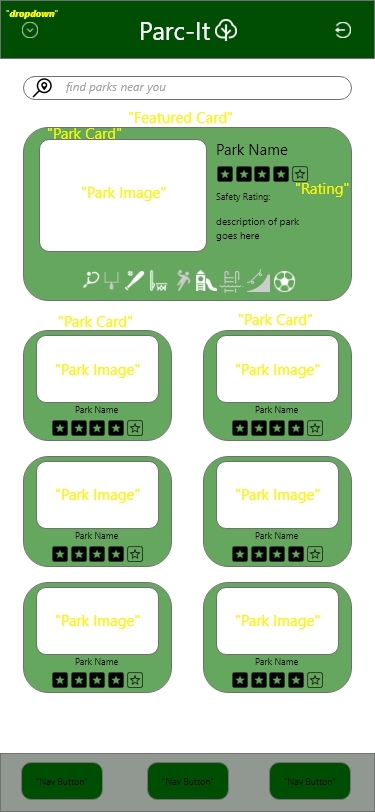 "dropdown"
Parc-It
find parks near you
"Featured Card"
"Park Card"
"Park Image"
Park Name
"Rating"
Safety Rating:
description of park
goes here
"Park Card"
"Park Card"
"Park Image"
"Park Image"
Park Name
Park Name
"Park Image"
"Park Image"
Park Name
Park Name
"Park Image"
"Park Image"
Park Name
Park Name
"Nav Button"
"Nav Button"
"Nav Button"